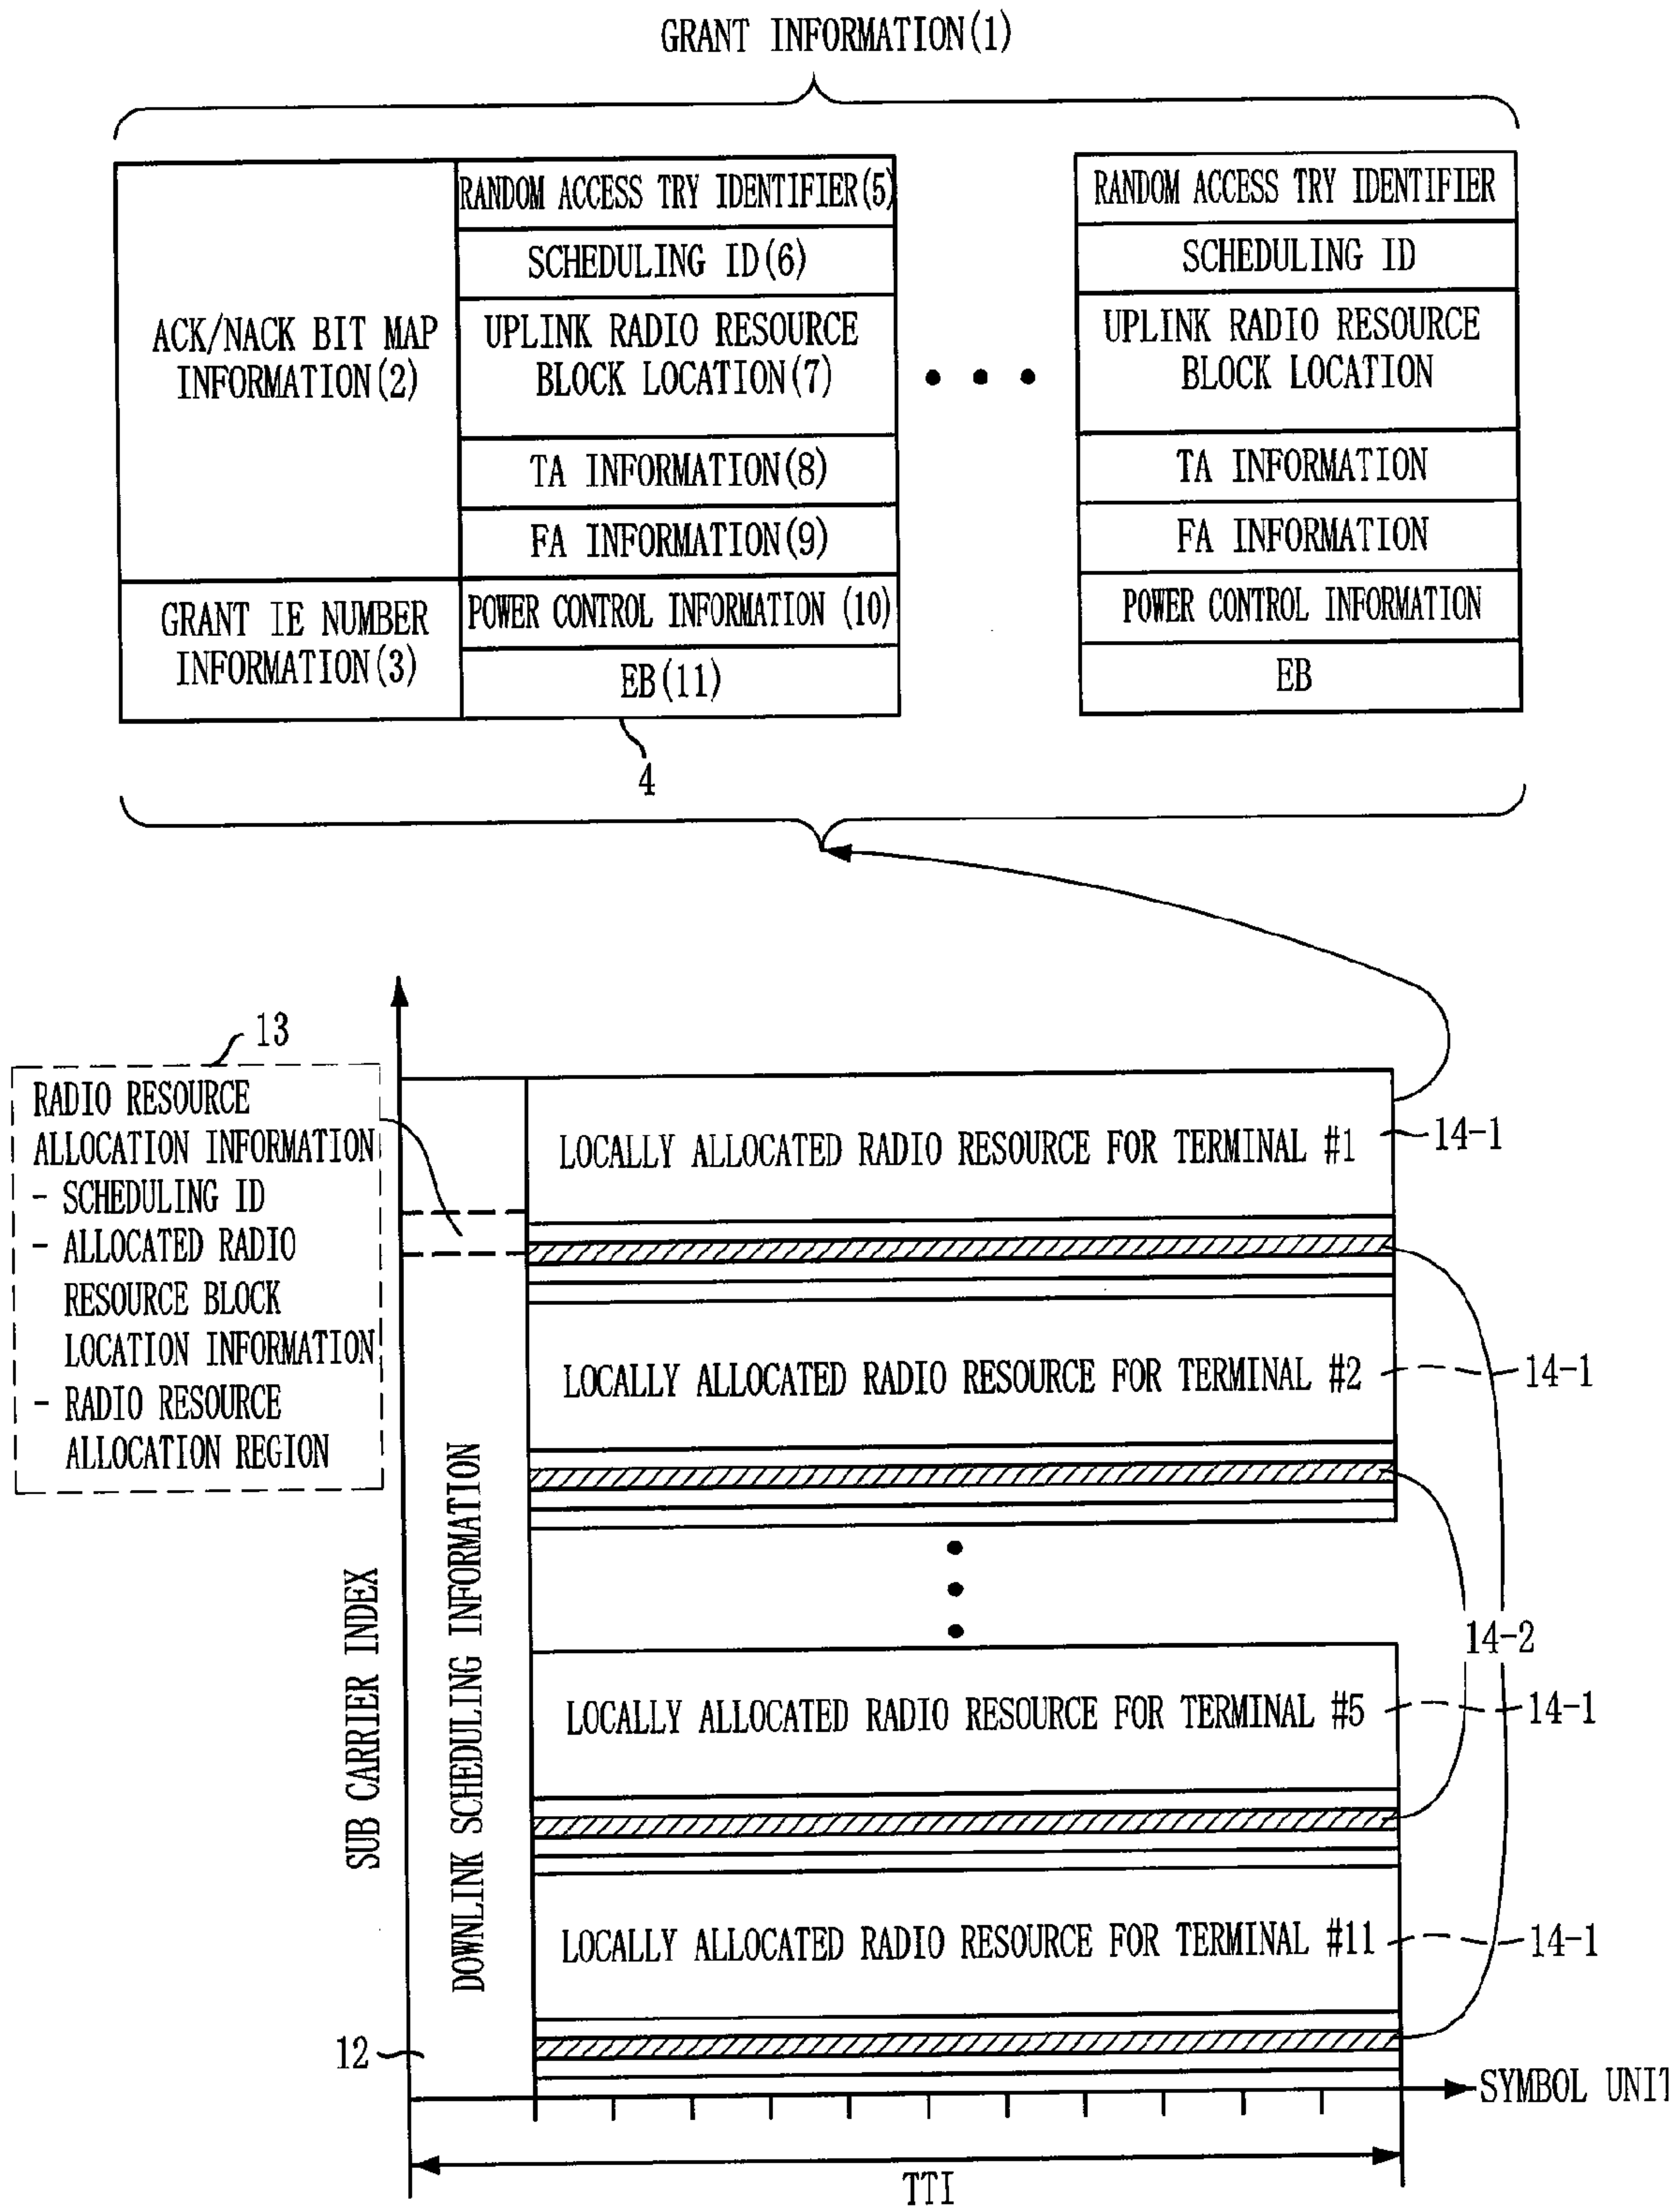 GRANT INFORMATION(1)
ACK/NACK BIT MAP
INFORMATION(2)
GRANT IE NUMBER
INFORMATION(3)
RANDOM ACCESS TRY IDENTIFIER(5)
SCHEDULING ID(6)
UPLINK RADIO RESOURCE
BLOCK LOCATION(7)
TA INFORMATION(8)
FA INFORMATION(9)
POWER CONTROL INFORMATION (10)
EB(11)
4
RANDOM ACCESS TRY IDENTIFIER
SCHEDULING ID
UPLINK RADIO RESOURCE
BLOCK LOCATION
TA INFORMATION
FA INFORMATION
POWER CONTROL INFORMATION
EB
13
RADIO RESOURCE
ALLOCATION INFORMATION
- SCHEDULING ID
- ALLOCATED RADIO
RESOURCE BLOCK
LOCATION INFORMATION
- RADIO RESOURCE
ALLOCATION REGION
SUB CARRIER INDEX
DOWNLINK SCHEDULING INFORMATION
12
LOCALLY ALLOCATED RADIO RESOURCE FOR TERMINAL #1
14-1
LOCALLY ALLOCATED RADIO RESOURCE FOR TERMINAL #2
14-1
14-2
LOCALLY ALLOCATED RADIO RESOURCE FOR TERMINAL #5
14-1
LOCALLY ALLOCATED RADIO RESOURCE FOR TERMINAL #11
14-1
SYMBOL UNIT
TTI